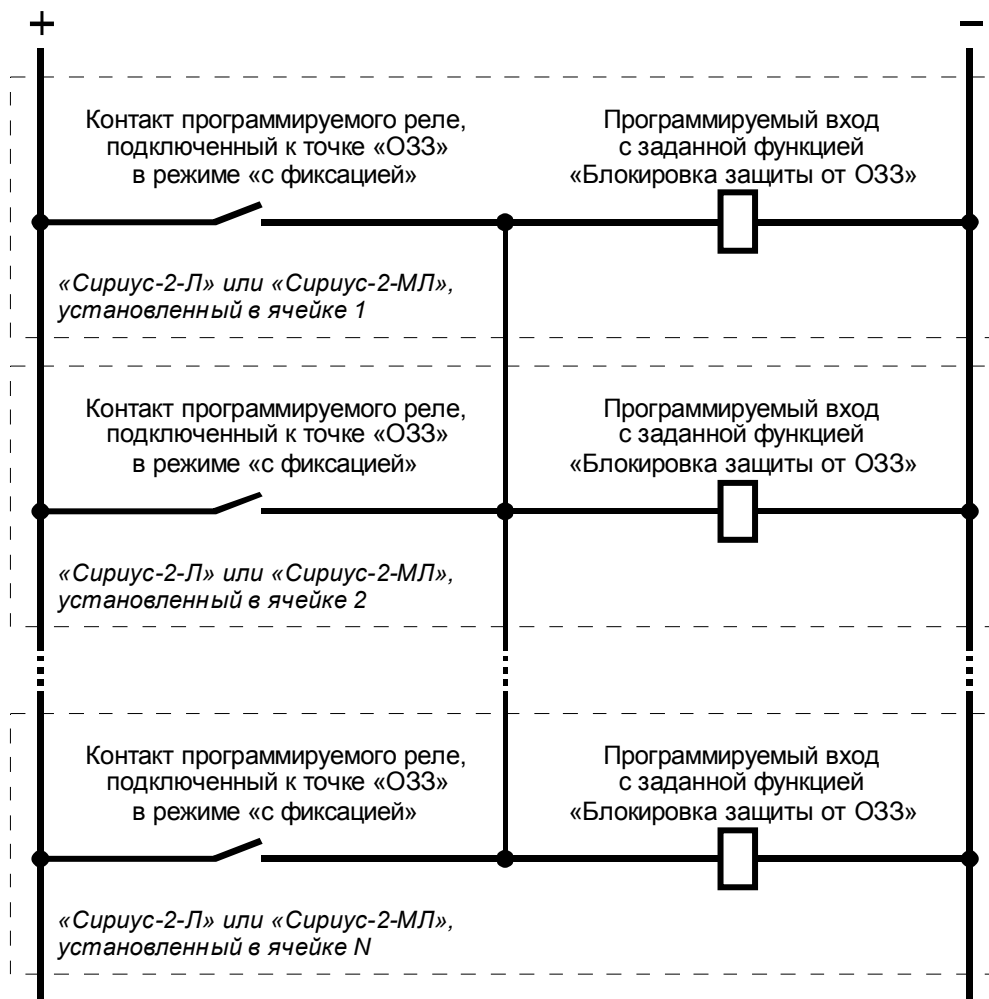 +
−
Контакт программируемого реле,
подключенный к точке «ОЗЗ»
в режиме «с фиксацией»
Программируемый вход
с заданной функцией
«Блокировка защиты от ОЗЗ»
«Сириус-2-Л» или «Сириус-2-МЛ»,
установленный в ячейке 1
Контакт программируемого реле,
подключенный к точке «ОЗЗ»
в режиме «с фиксацией»
Программируемый вход
с заданной функцией
«Блокировка защиты от ОЗЗ»
«Сириус-2-Л» или «Сириус-2-МЛ»,
установленный в ячейке 2
Контакт программируемого реле,
подключенный к точке «ОЗЗ»
в режиме «с фиксацией»
Программируемый вход
с заданной функцией
«Блокировка защиты от ОЗЗ»
«Сириус-2-Л» или «Сириус-2-МЛ»,
установленный в ячейке N